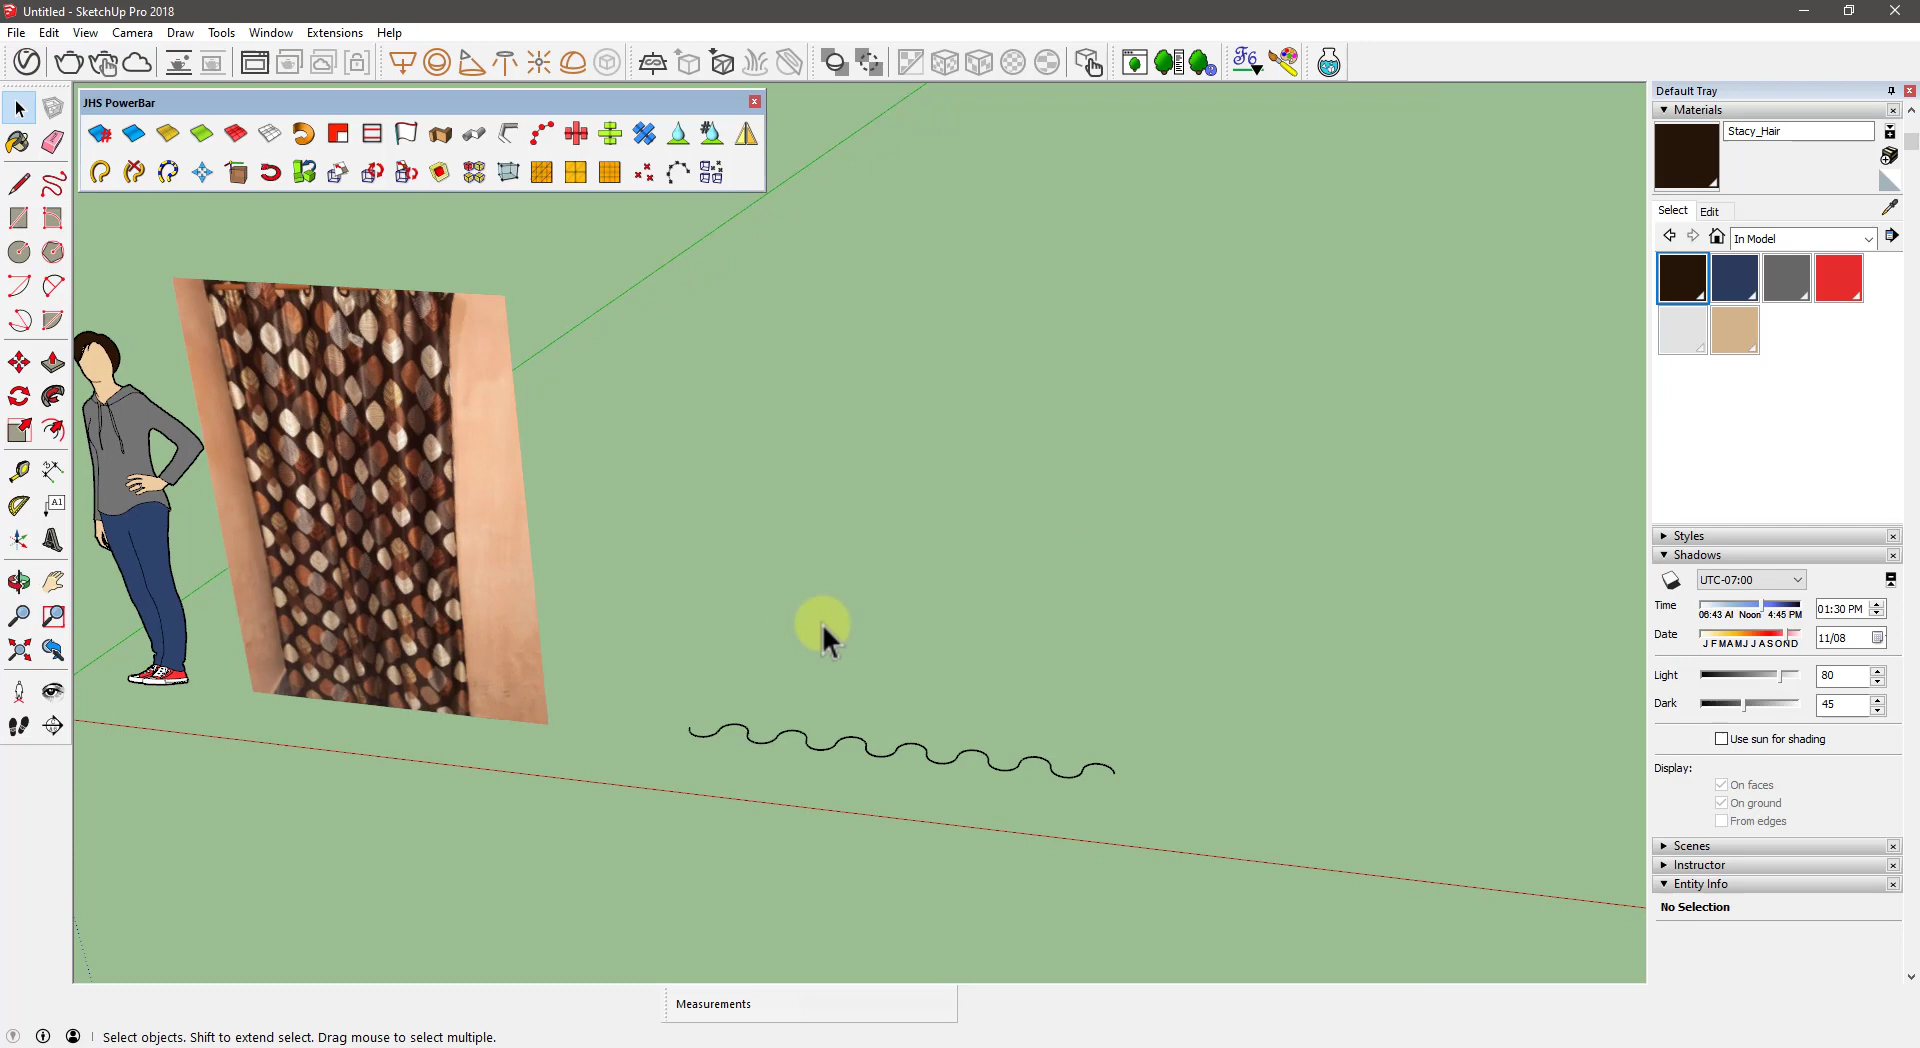 Untitled - SketchUp Pro 2018
File Edit View Camera Draw Tools Window Extensions Help
JHS PowerBar
Default Tray
Materials
Stacy_Hair
Select Edit
In Model
Styles
Shadows
UTC-07:00
Time
06:43 AI Noon 4:45 PM
01:30 PM
Date
J F M A M J J A S O N D
11/08
Light
80
Dark
45
Use sun for shading
Display:
On faces
On ground
From edges
Scenes
Instructor
Entity Info
No Selection
A1
Measurements
Select objects. Shift to extend select. Drag mouse to select multiple.